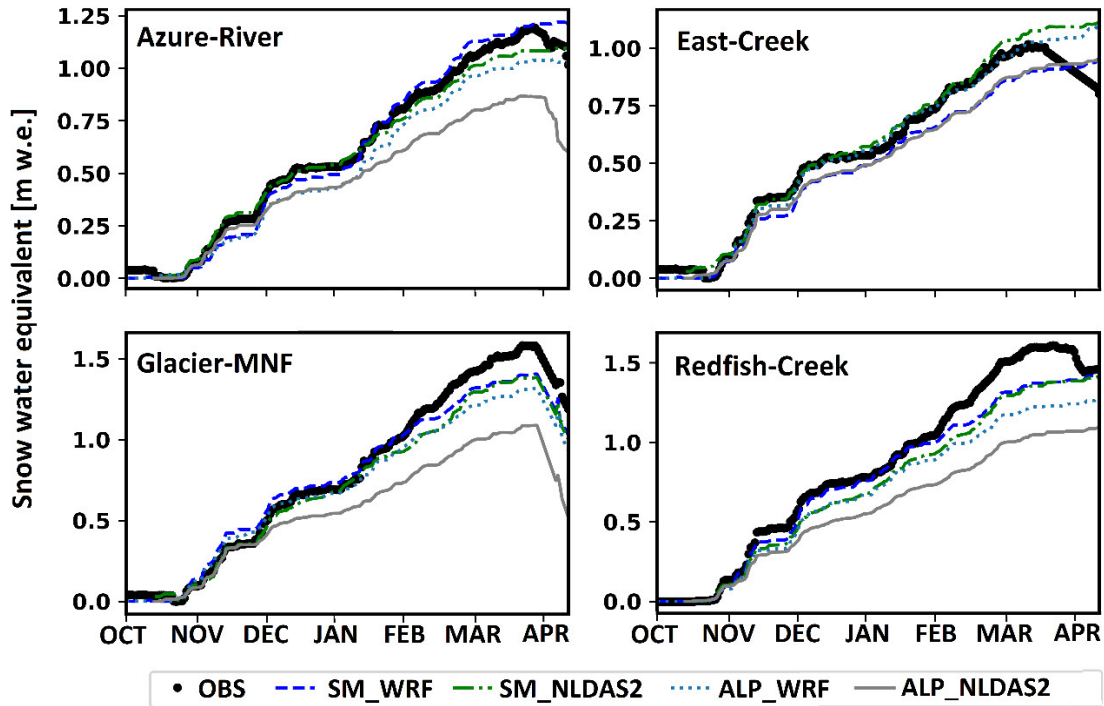 Snow water equivalent [m w.e.]
Azure-River
1.25
1.00
0.75
0.50
0.25
0.00
East-Creek
1.00
0.75
0.50
0.25
0.00
Glacier-MNF
1.5
1.0
0.5
0.0
OCT NOV DEC JAN FEB MAR APR
Redfish-Creek
1.5
1.0
0.5
0.0
OCT NOV DEC JAN FEB MAR APR
OBS SM_WRF SM_NLDAS2 ALP_WRF ALP_NLDAS2